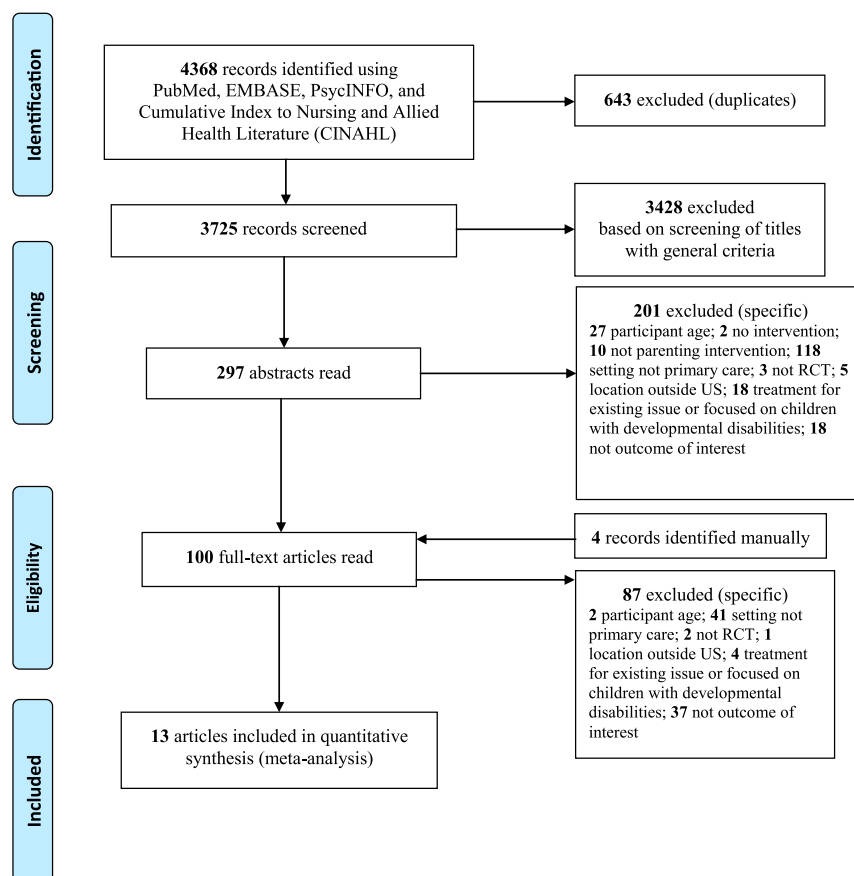 Identification
4368 records identified using
PubMed, EMBASE, PsycINFO, and
Cumulative Index to Nursing and Allied
Health Literature (CINAHL)
643 excluded (duplicates)
Screening
3725 records screened
3428 excluded
based on screening of titles
with general criteria
297 abstracts read
201 excluded (specific)
27 participant age; 2 no intervention;
10 not parenting intervention; 118
setting not primary care; 3 not RCT; 5
location outside US; 18 treatment for
existing issue or focused on children
with developmental disabilities; 18
not outcome of interest
Eligibility
4 records identified manually
100 full-text articles read
87 excluded (specific)
2 participant age; 41 setting not
primary care; 2 not RCT; 1
location outside US; 4 treatment
for existing issue or focused on
children with developmental
disabilities; 37 not outcome of
interest
Included
13 articles included in quantitative
synthesis (meta-analysis)